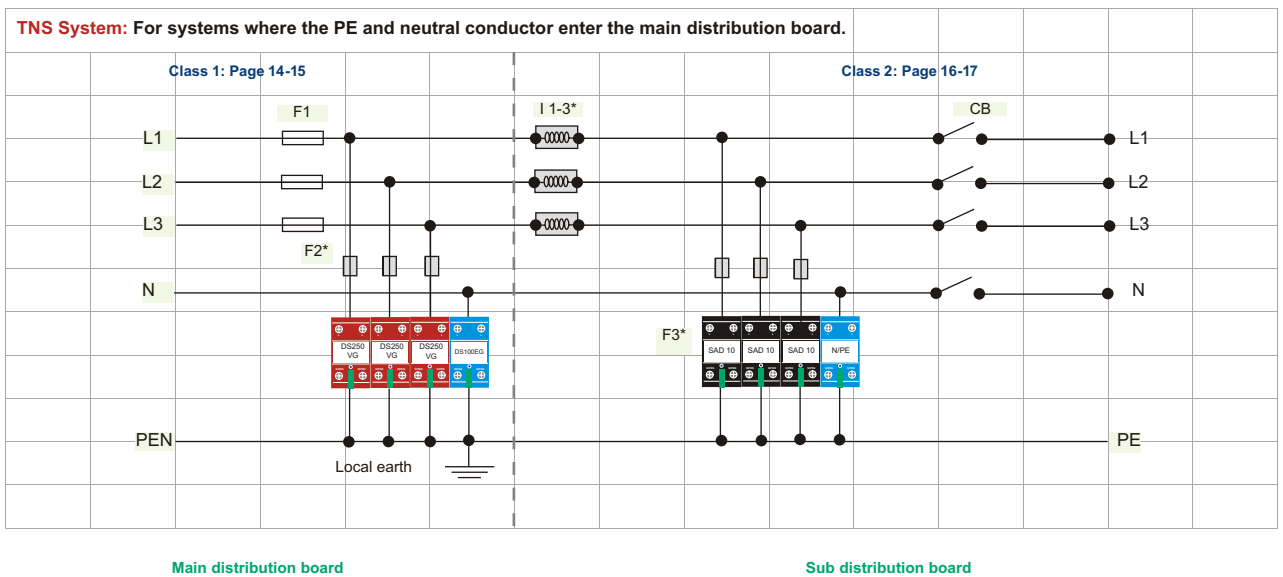 TNS System: For systems where the PE and neutral conductor enter the main distribution board.
Class 1: Page 14-15
Class 2: Page 16-17
F1
I 1-3*
CB
L1
L1
L2
L2
L3
L3
F2*
N
N
F3*
DS250 VG
DS250 VG
DS250 VG
DS100EG
SAD 10
SAD 10
SAD 10
N/PE
PEN
PE
Local earth
Main distribution board
Sub distribution board